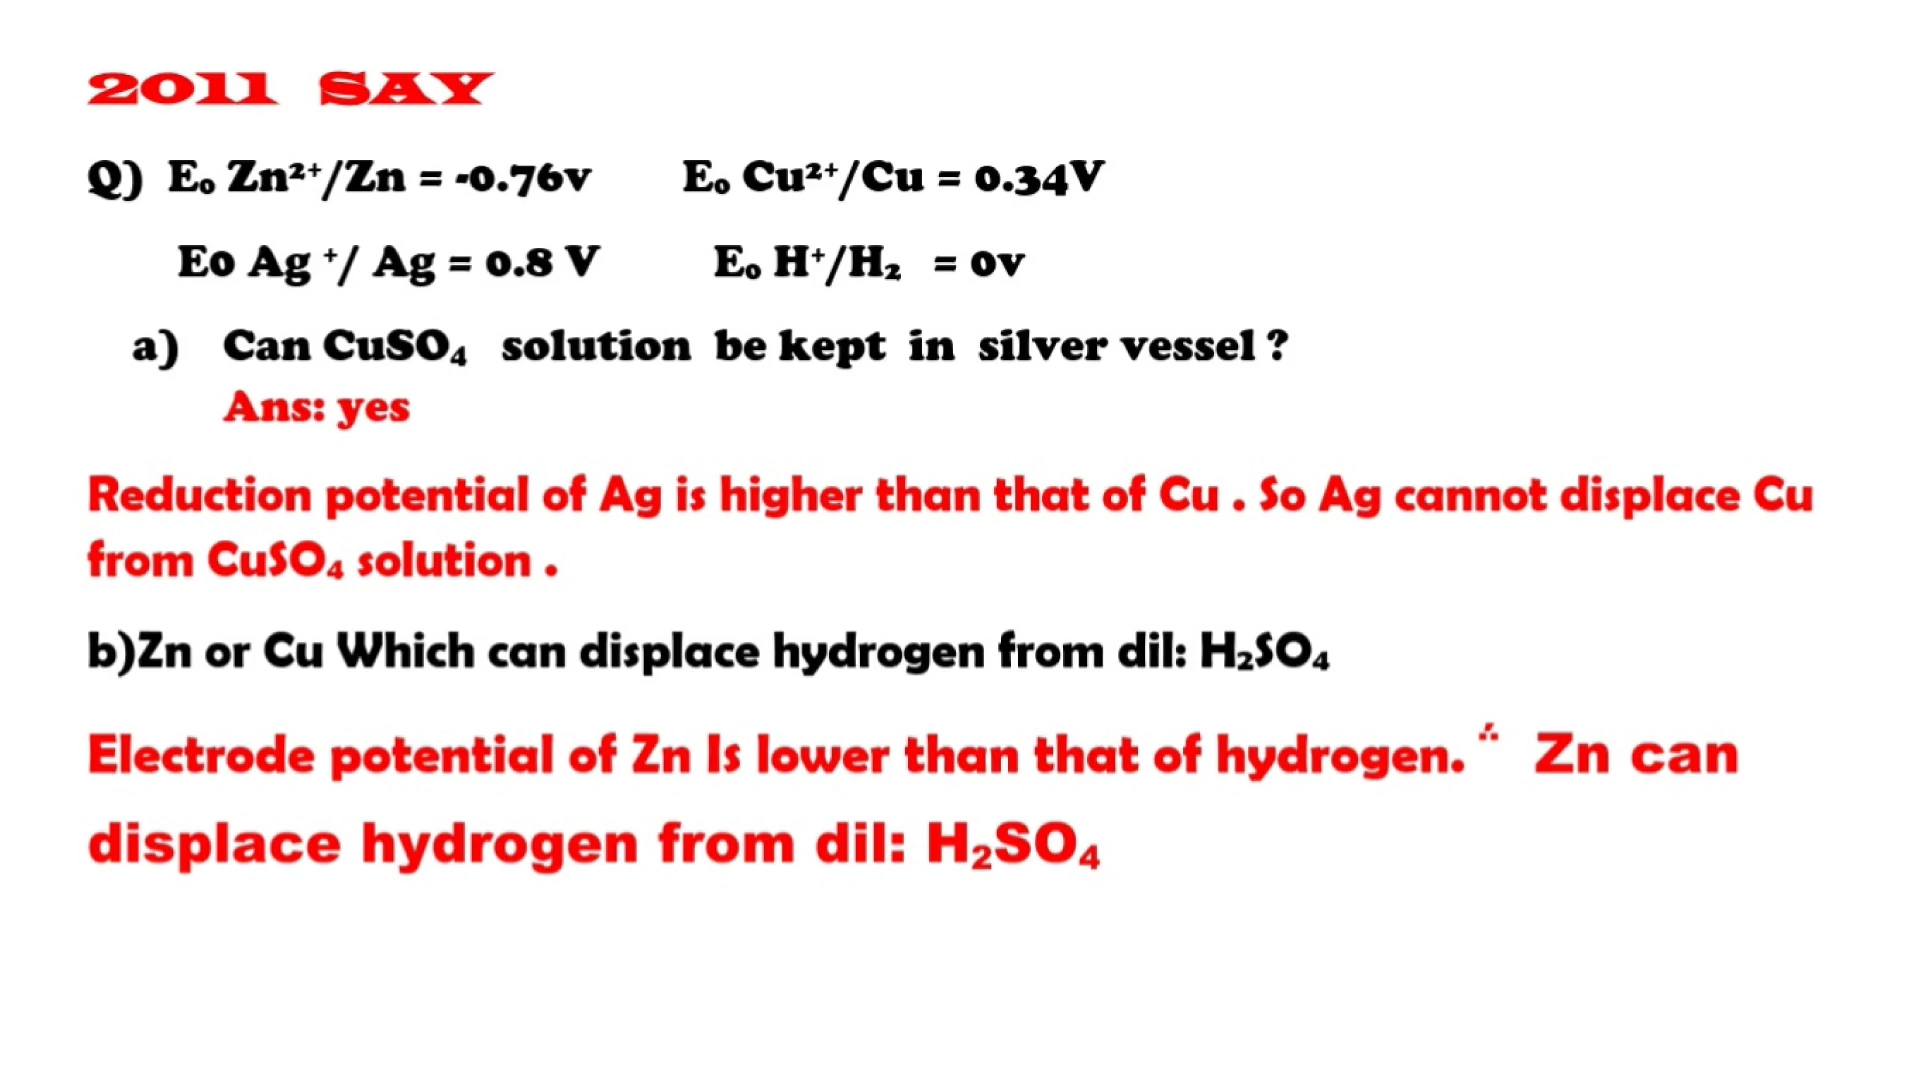 2011 SAY
Q) E₀ Zn²⁺/Zn = -0.76v E₀ Cu²⁺/Cu = 0.34V
Eo Ag ⁺/ Ag = 0.8 V E₀ H⁺/H₂ = 0v
a) Can CuSO₄ solution be kept in silver vessel ?
Ans: yes
Reduction potential of Ag is higher than that of Cu . So Ag cannot displace Cu
from CuSO₄ solution .
b)Zn or Cu Which can displace hydrogen from dil: H₂SO₄
Electrode potential of Zn Is lower than that of hydrogen. ∴ Zn can
displace hydrogen from dil: H₂SO₄